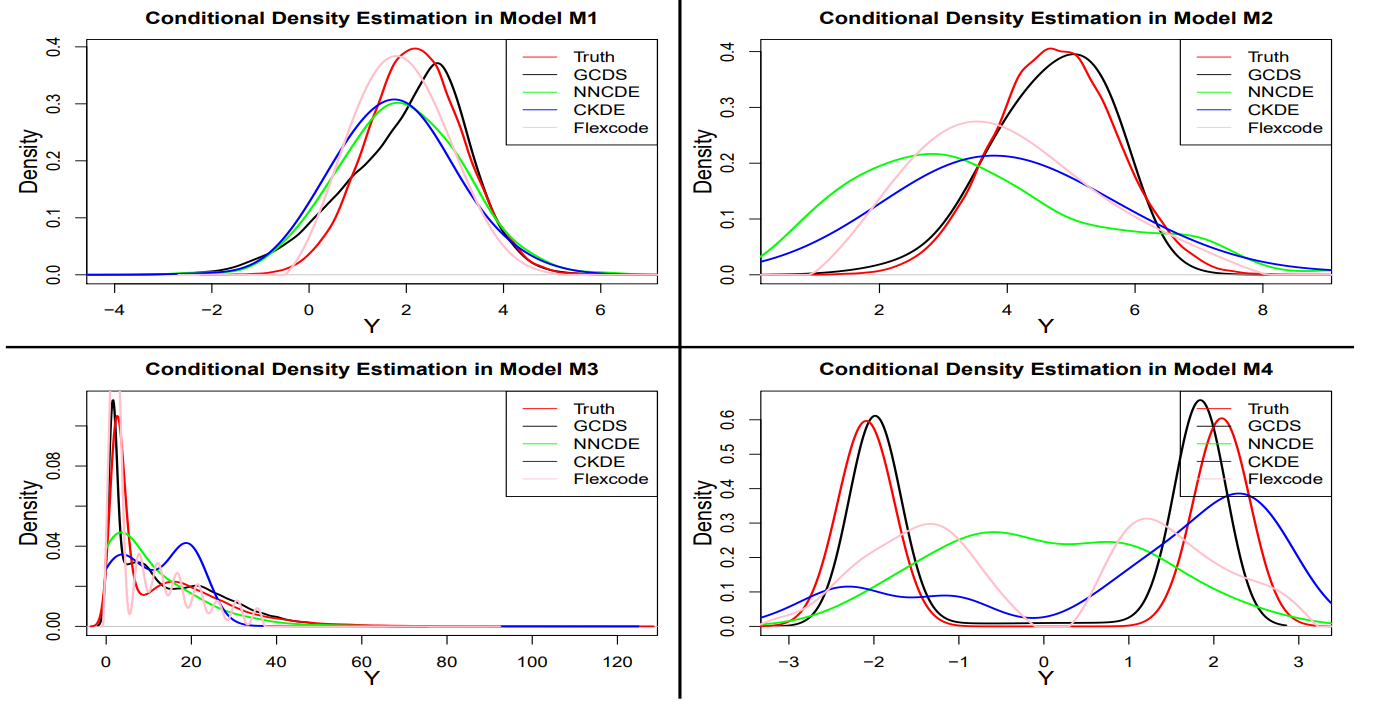 Conditional Density Estimation in Model M1
Density
0.0 0.1 0.2 0.3 0.4
Truth
GCDS
NNCDE
CKDE
Flexcode
−4 −2 0 2 4 6
Y
Conditional Density Estimation in Model M2
Density
0.0 0.1 0.2 0.3 0.4
Truth
GCDS
NNCDE
CKDE
Flexcode
2 4 6 8
Y
Conditional Density Estimation in Model M3
Density
0.00 0.04 0.08
Truth
GCDS
NNCDE
CKDE
Flexcode
0 20 40 60 80 100 120
Y
Conditional Density Estimation in Model M4
Density
0.0 0.1 0.2 0.3 0.4 0.5 0.6
Truth
GCDS
NNCDE
CKDE
Flexcode
−3 −2 −1 0 1 2 3
Y